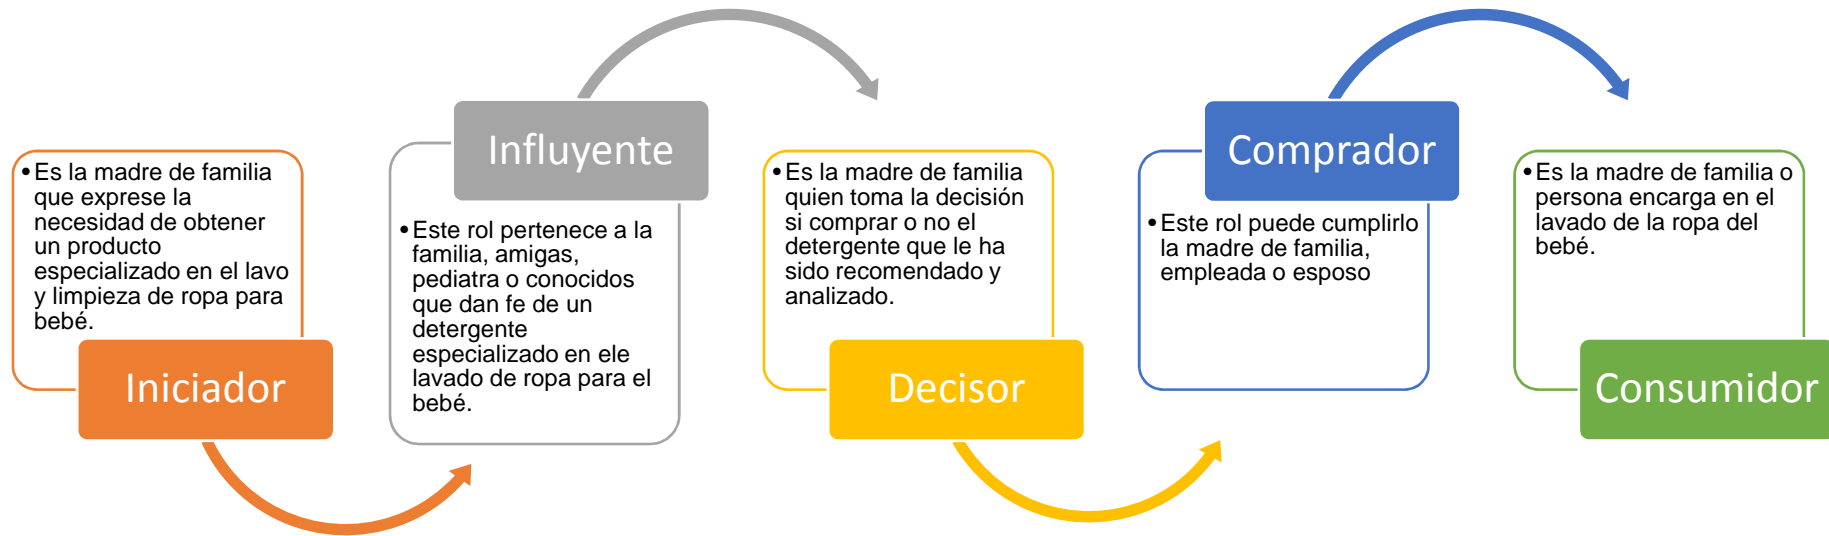 •Es la madre de familia
que exprese la
necesidad de obtener
un producto
especializado en el lavo
y limpieza de ropa para
bebé.
Iniciador
Influyente
•Este rol pertenece a la
familia, amigas,
pediatra o conocidos
que dan fe de un
detergente
especializado en ele
lavado de ropa para el
bebé.
•Es la madre de familia
quien toma la decisión
si comprar o no el
detergente que le ha
sido recomendado y
analizado.
Decisor
Comprador
•Este rol puede cumplirlo
la madre de familia,
empleada o esposo
•Es la madre de familia o
persona encarga en el
lavado de la ropa del
bebé.
Consumidor